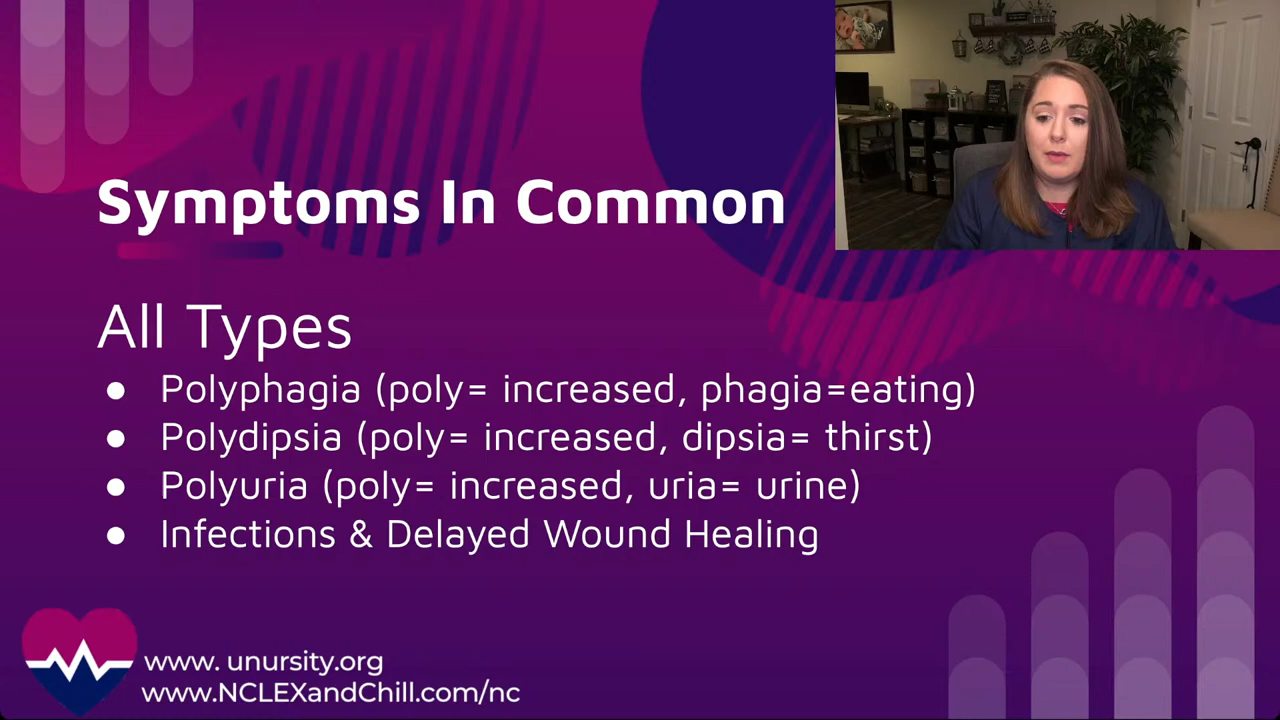 Symptoms In Common
All Types
● Polyphagia (poly= increased, phagia=eating)
● Polydipsia (poly= increased, dipsia= thirst)
● Polyuria (poly= increased, uria= urine)
● Infections & Delayed Wound Healing
www. unursity.org
www.NCLEXandChill.com/nc